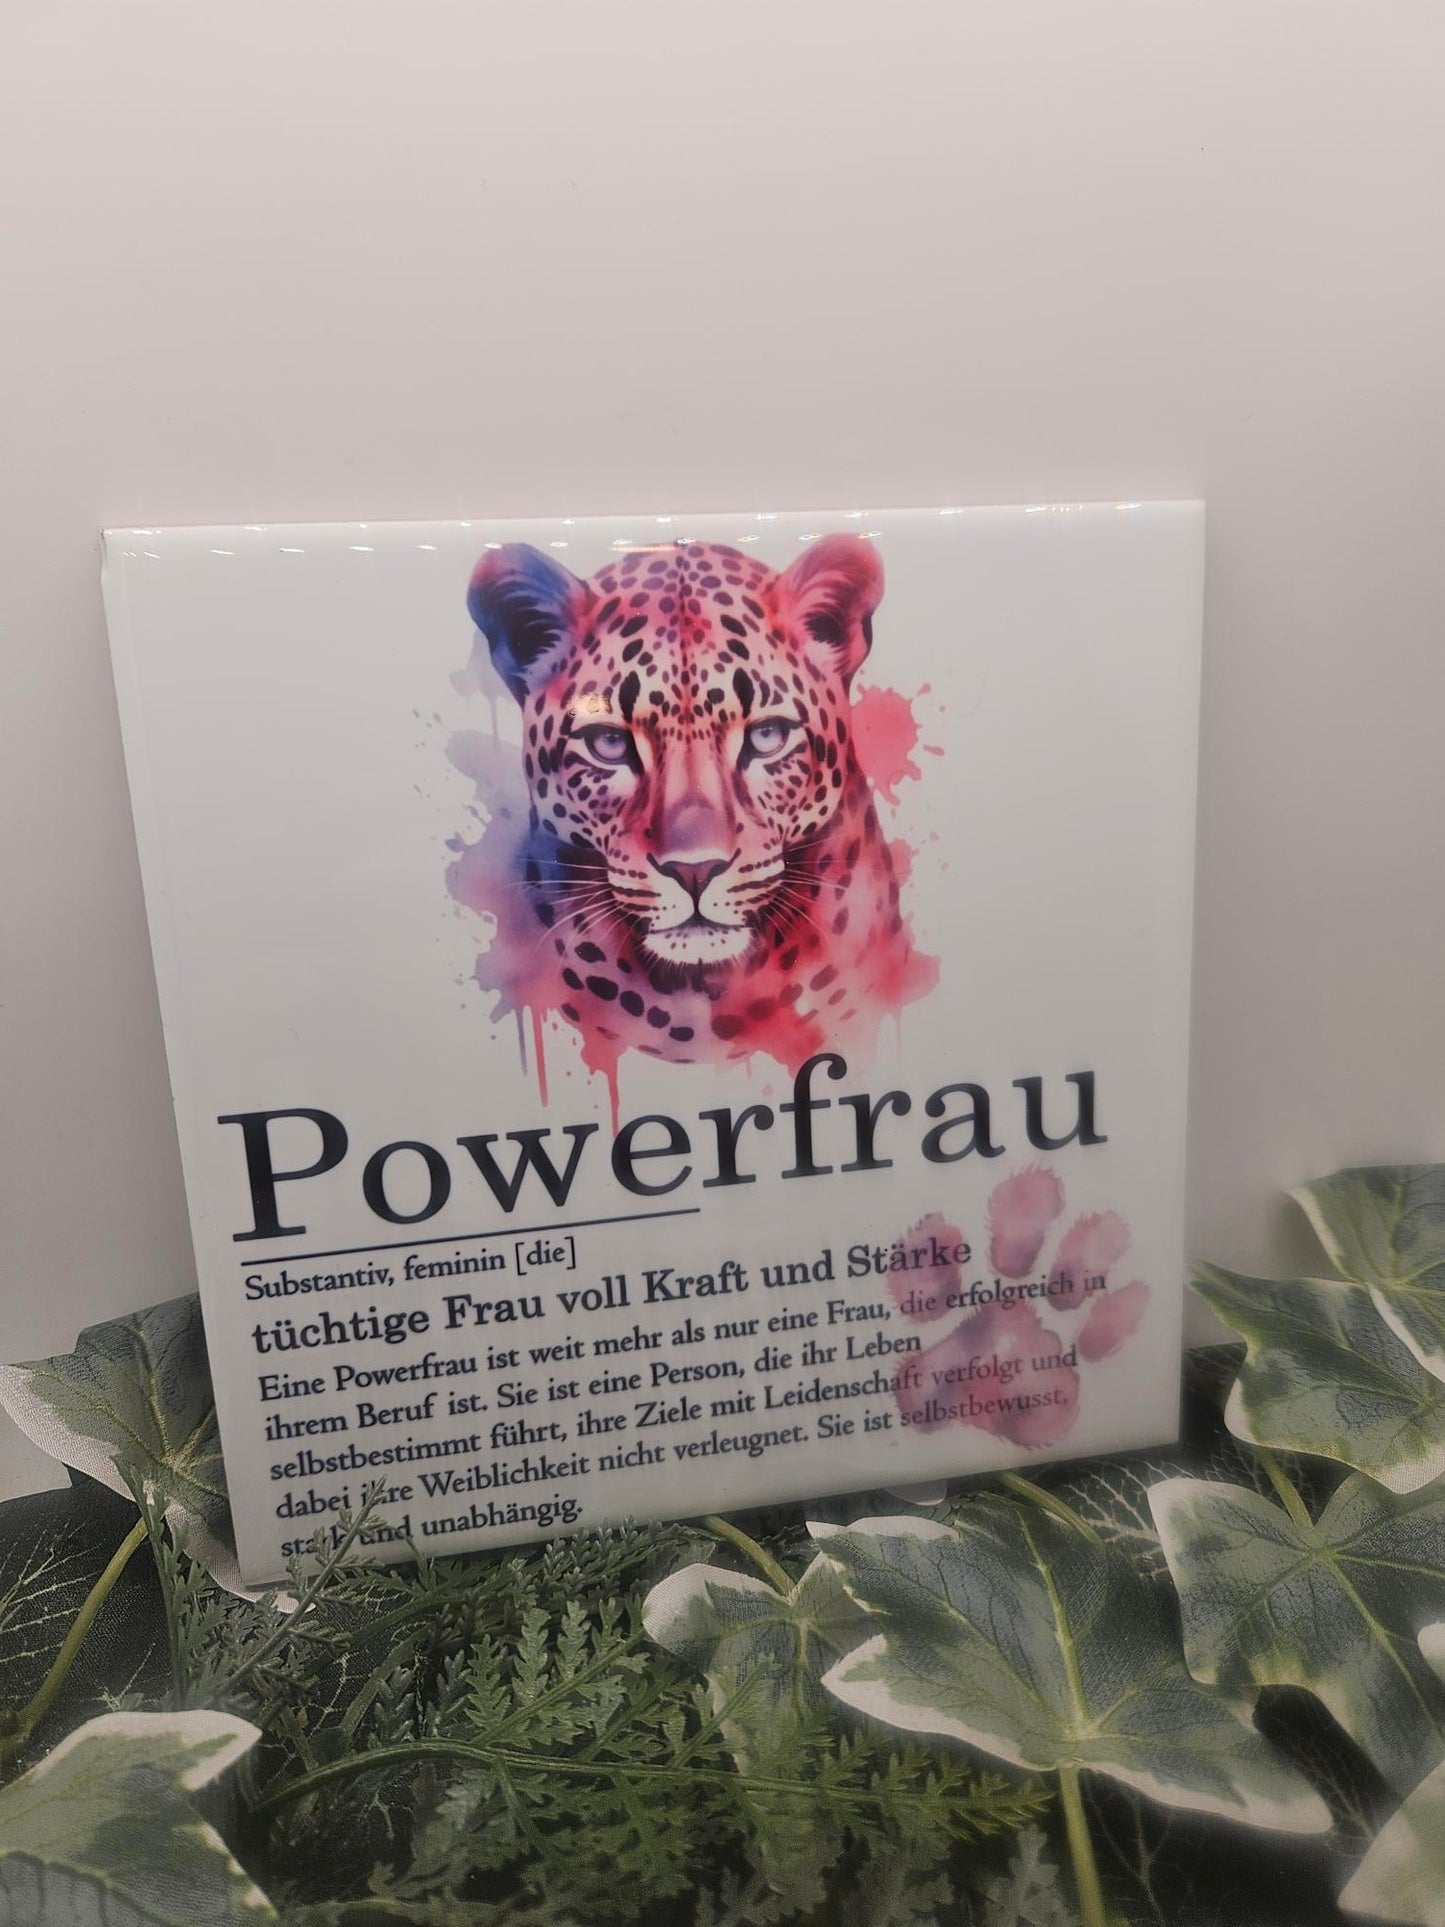 Powerfrau
Substantiv, feminin [die]
tüchtige Frau voll Kraft und Stärke
Eine Powerfrau ist weit mehr als nur eine Frau, die erfolgreich in
ihrem Beruf ist. Sie ist eine Person, die ihr Leben
selbstbestimmt führt, ihre Ziele mit Leidenschaft verfolgt und
dabei ihre Weiblichkeit nicht verleugnet. Sie ist selbstbewusst,
stark und unabhängig.